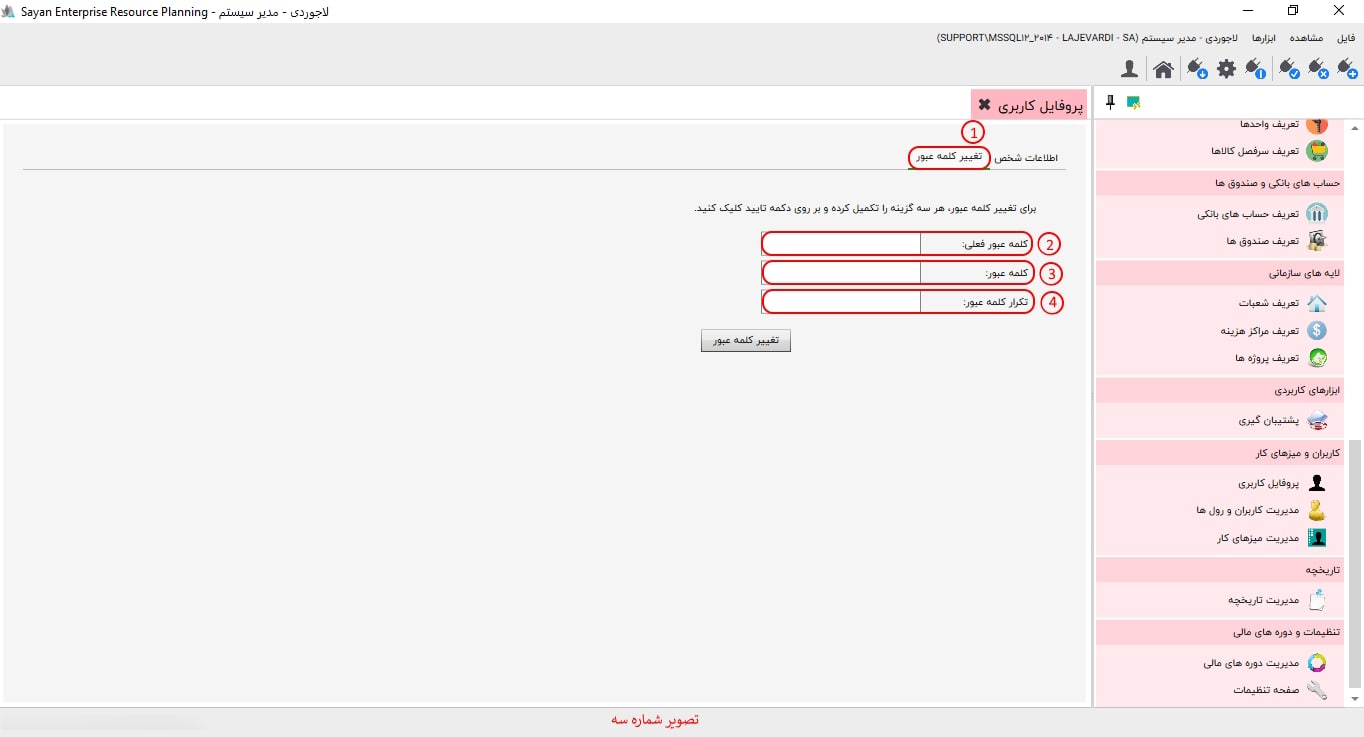 لاجوردی - مدیر سیستم - Sayan Enterprise Resource Planning
فایل مشاهده ابزارها لاجوردی - مدیر سیستم (SUPPORT\MSSQL۱۲_۲۰۱۴ - LAJEVARDI - SA)
پروفایل کاربری ✖
1
اطلاعات شخص تغییر کلمه عبور
برای تغییر کلمه عبور، هر سه گزینه را تکمیل کرده و بر روی دکمه تایید کلیک کنید.
2 کلمه عبور فعلی:
3 کلمه عبور:
4 تکرار کلمه عبور:
تغییر کلمه عبور
تعریف واحدها
تعریف سرفصل کالاها
حساب های بانکی و صندوق ها
تعریف حساب های بانکی
تعریف صندوق ها
لایه های سازمانی
تعریف شعبات
تعریف مراکز هزینه
تعریف پروژه ها
ابزارهای کاربردی
پشتیبان گیری
کاربران و میزهای کار
پروفایل کاربری
مدیریت کاربران و رول ها
مدیریت میزهای کار
تاریخچه
مدیریت تاریخچه
تنظیمات و دوره های مالی
مدیریت دوره های مالی
صفحه تنظیمات
تصویر شماره سه